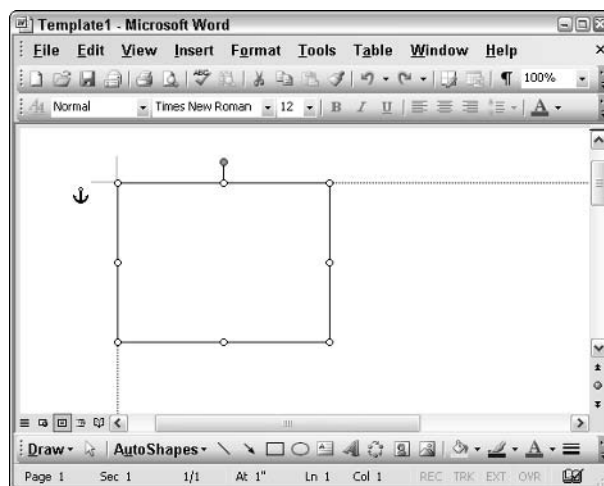 Template1 - Microsoft Word
File Edit View Insert Format Tools Table Window Help
100%
Normal Times New Roman 12 B I U A
Draw AutoShapes A
Page 1 Sec 1 1/1 At 1" Ln 1 Col 1 REC TRK EXT OVR